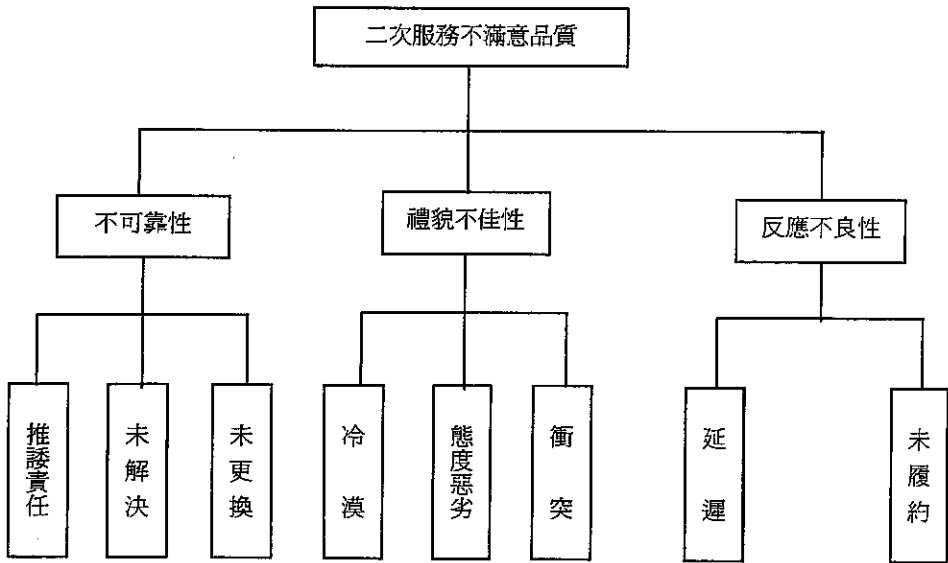 二次服務不滿意品質
不可靠性
禮貌不佳性
反應不良性
推諉責任
未解決
未更換
冷漠
態度惡劣
衝突
延遲
未履約